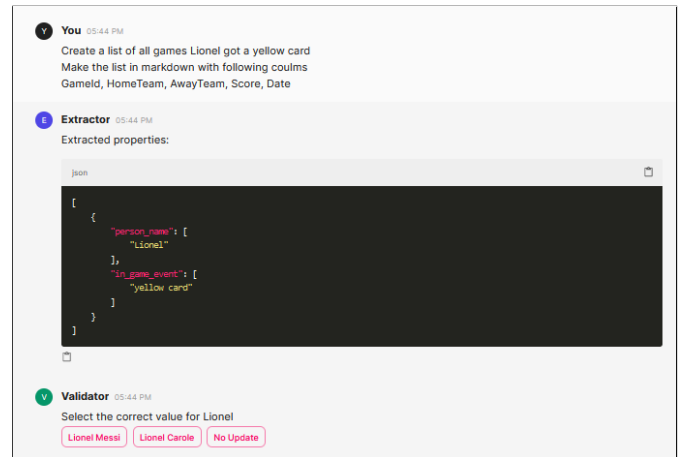 Y You 05:44 PM
Create a list of all games Lionel got a yellow card
Make the list in markdown with following coulms
GameId, HomeTeam, AwayTeam, Score, Date
E Extractor 05:44 PM
Extracted properties:
json
[
{
"person_name": [
"Lionel"
],
"in_game_event": [
"yellow card"
]
}
]
V Validator 05:44 PM
Select the correct value for Lionel
Lionel Messi Lionel Carole No Update